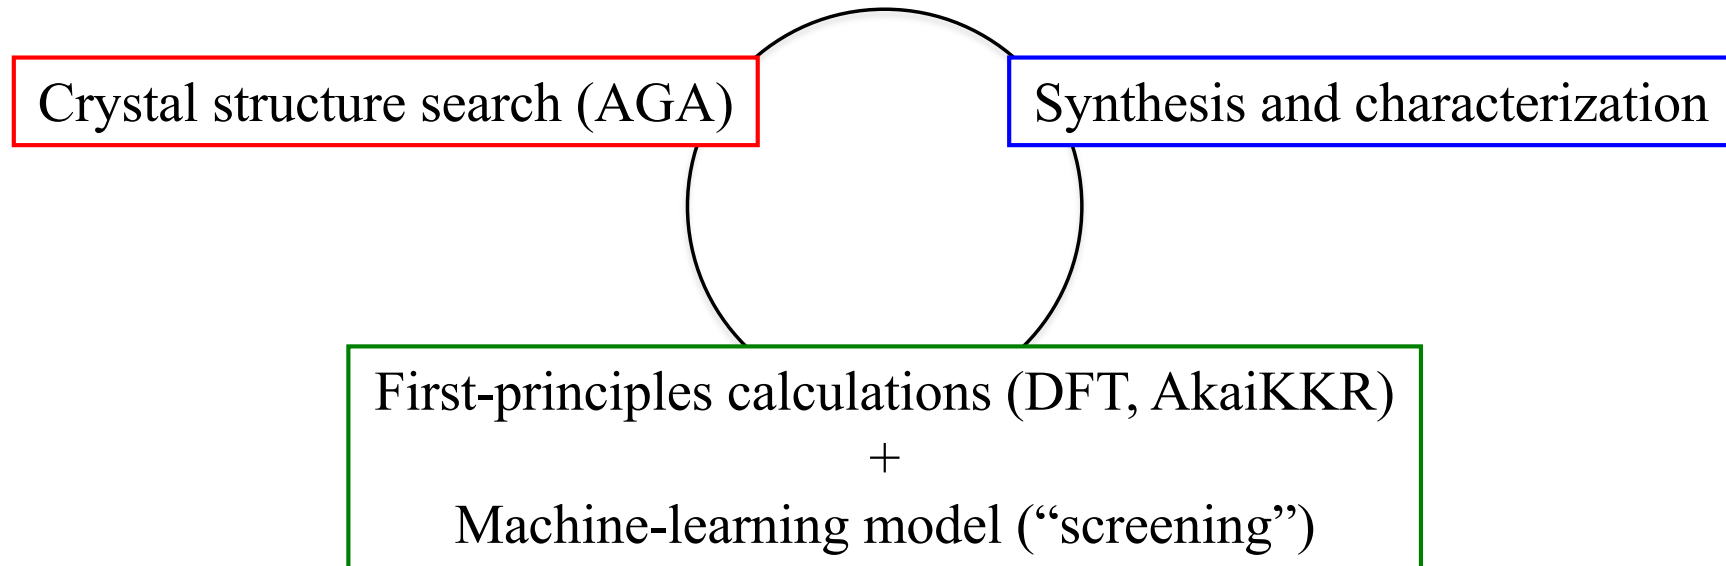 Crystal structure search (AGA)
Synthesis and characterization
First-principles calculations (DFT, AkaiKKR)
+
Machine-learning model (“screening”)